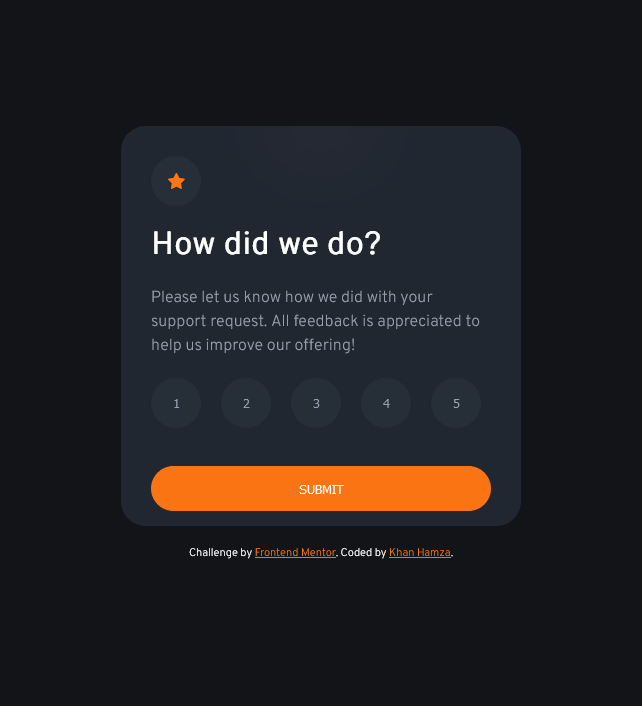 How did we do?
Please let us know how we did with your
support request. All feedback is appreciated to
help us improve our offering!
1 2 3 4 5
SUBMIT
Challenge by Frontend Mentor. Coded by Khan Hamza.